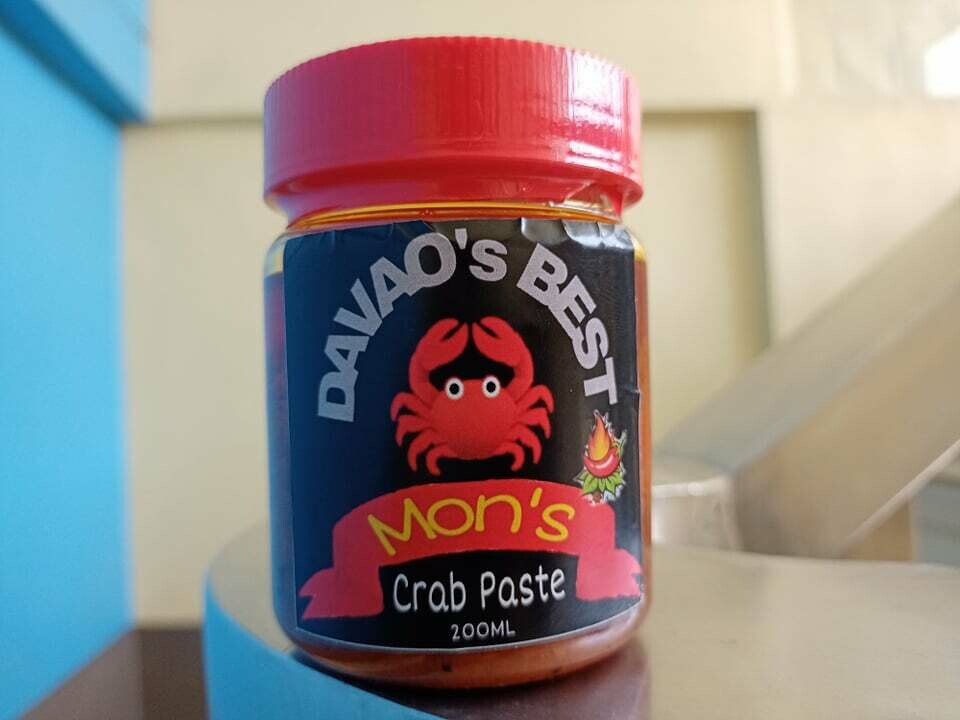 DAVAO's BEST
Mon's
Crab Paste
200ML